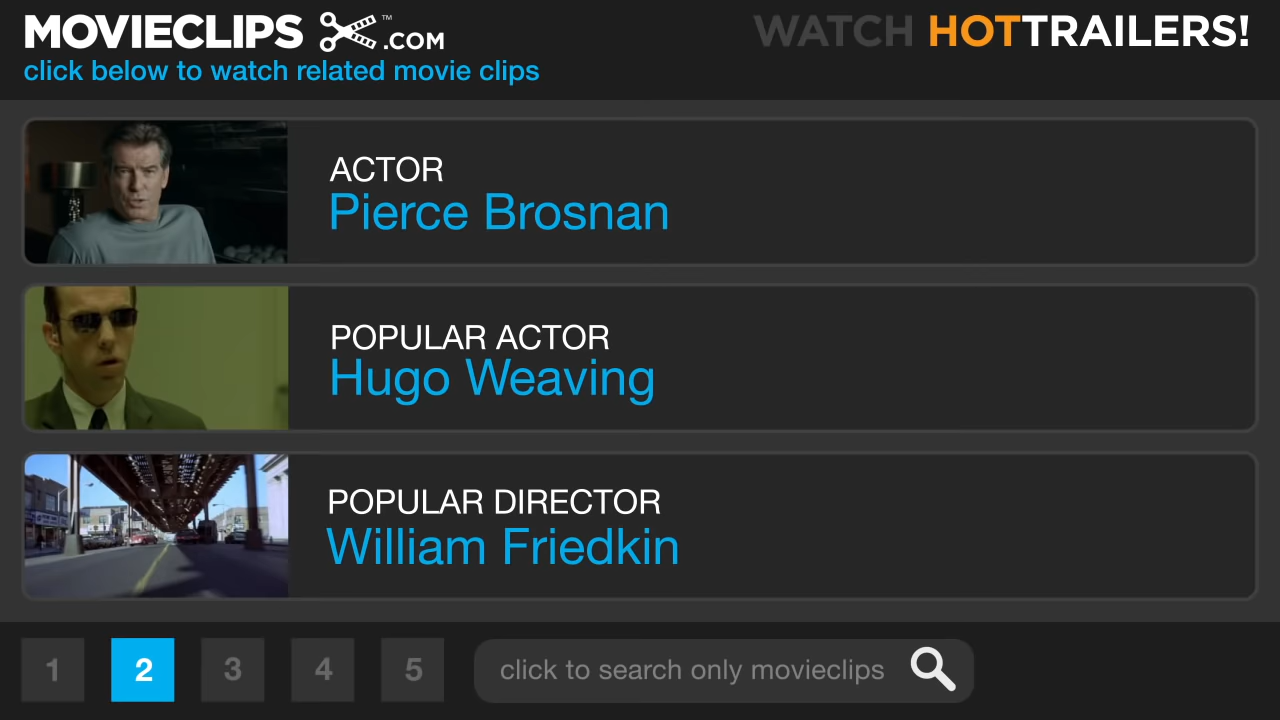 MOVIECLIPS .COM™
WATCH HOTTRAILERS!
click below to watch related movie clips
ACTOR
Pierce Brosnan
POPULAR ACTOR
Hugo Weaving
POPULAR DIRECTOR
William Friedkin
1 2 3 4 5
click to search only movieclips